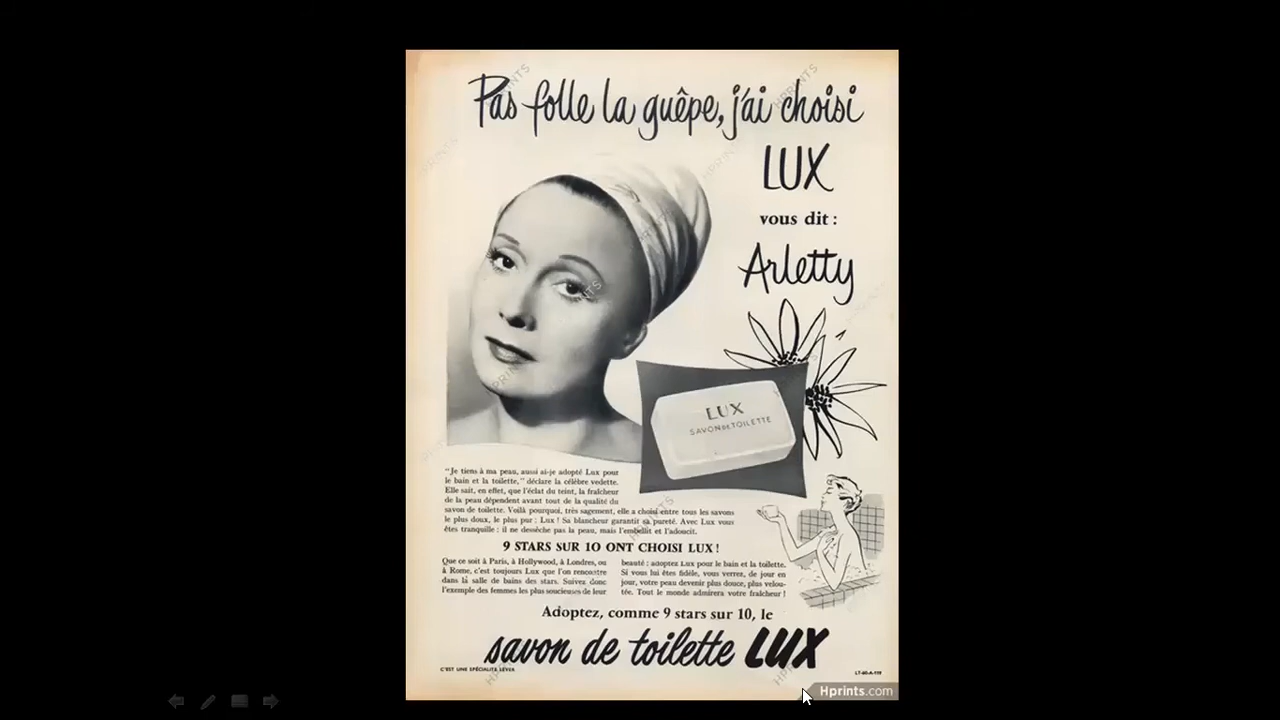 Pas folle la guêpe, j'ai choisi
LUX
vous dit :
Arletty
LUX
SAVON DE TOILETTE
"Je tiens à ma peau, aussi ai-je adopté Lux pour
le bain et la toilette," déclare la célèbre vedette.
Elle sait, en effet, que l'éclat du teint, la fraîcheur
de la peau dépendent avant tout de la qualité du
savon de toilette. Voilà pourquoi, très sagement, elle a choisi entre tous les savons
le plus doux, le plus pur : Lux ! Sa blancheur garantit sa pureté. Avec Lux vous
êtes tranquille : il ne dessèche pas la peau, mais l'embellit et l'adoucit.
9 STARS SUR 10 ONT CHOISI LUX !
Que ce soit à Paris, à Hollywood, à Londres, ou
à Rome, c'est toujours Lux que l'on rencontre
dans la salle de bains des stars. Suivez donc
l'exemple des femmes les plus soucieuses de leur
beauté : adoptez Lux pour le bain et la toilette.
Si vous lui êtes fidèle, vous verrez, de jour en
jour, votre peau devenir plus douce, plus velou-
tée. Tout le monde admirera votre fraîcheur !
Adoptez, comme 9 stars sur 10, le
savon de toilette LUX
C'EST UNE SPÉCIALITÉ LEVER
Hprints.com